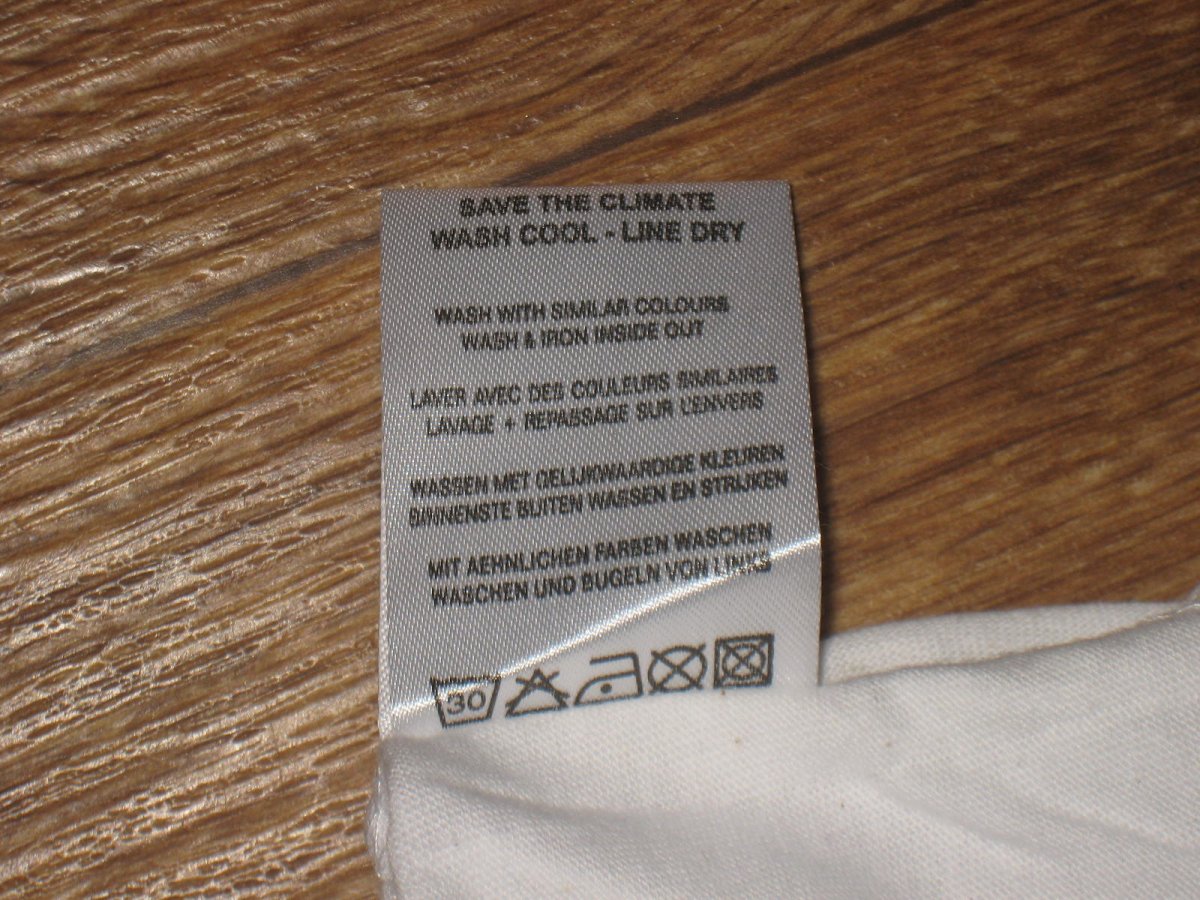 SAVE THE CLIMATE
WASH COOL - LINE DRY
WASH WITH SIMILAR COLOURS
WASH & IRON INSIDE OUT
LAVER AVEC DES COULEURS SIMILAIRES
LAVAGE + REPASSAGE SUR L'ENVERS
WASSEN MET GELIJKWAARDIGE KLEUREN
BINNENSTE BUITEN WASSEN EN STRIJKEN
MIT AEHNLICHEN FARBEN WASCHEN
WASCHEN UND BUGELN VON LINKS
30